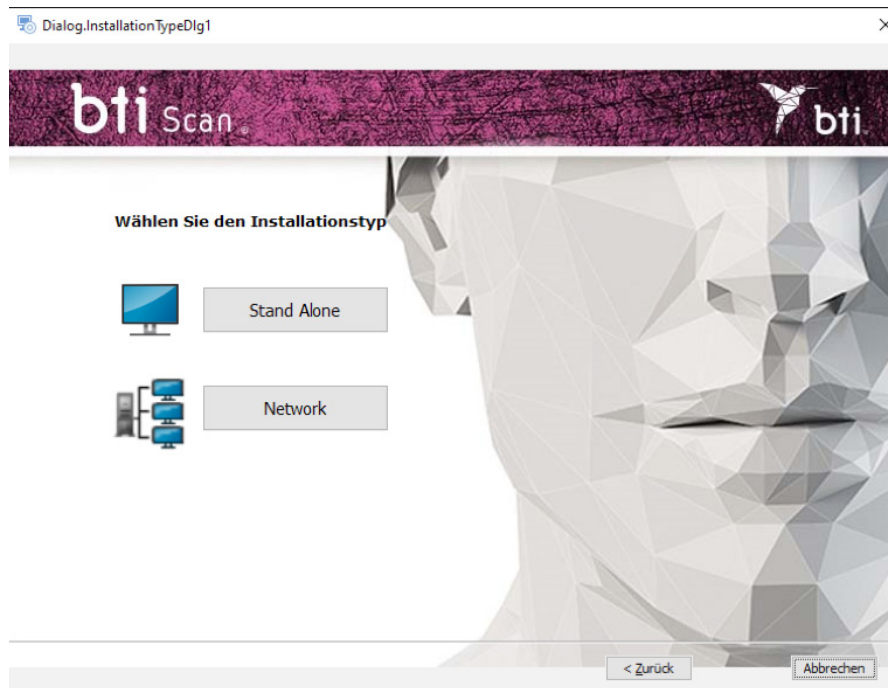 Dialog.InstallationTypeDlg1
bti Scan®
bti
Wählen Sie den Installationstyp
Stand Alone
Network
< Zurück
Abbrechen